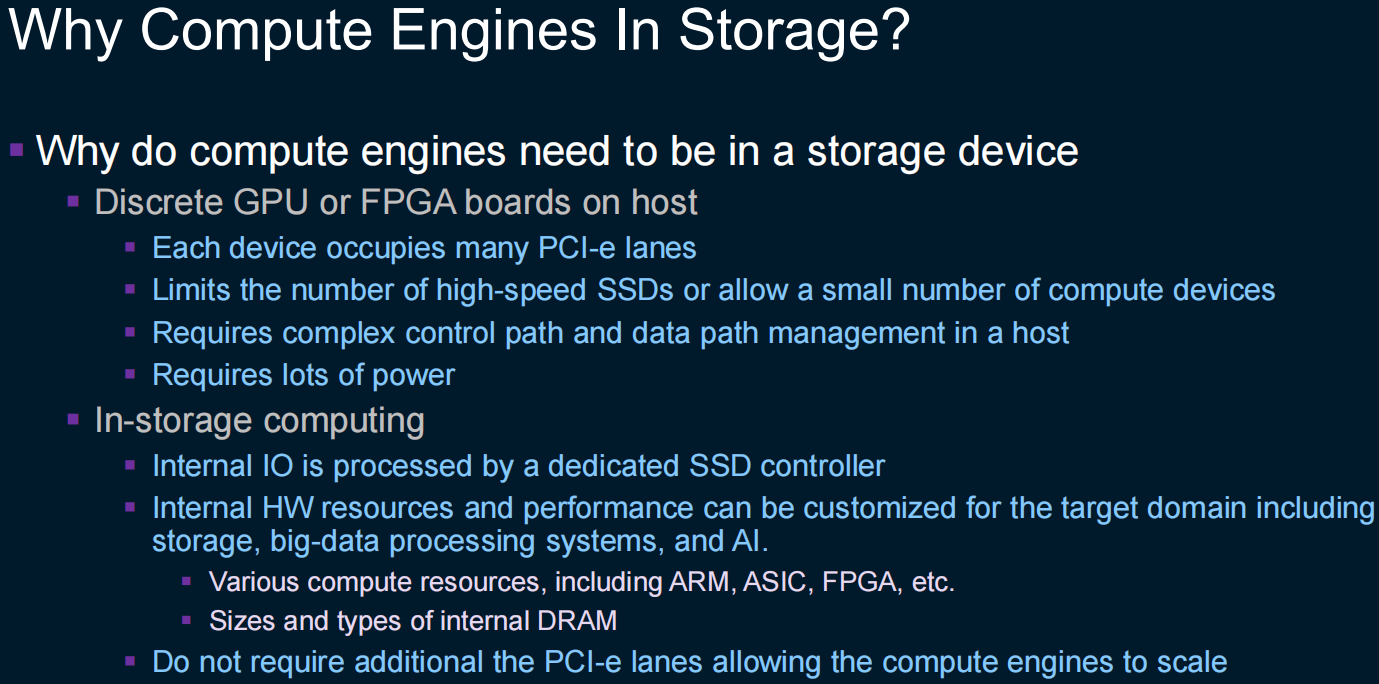 Why Compute Engines In Storage?
Why do compute engines need to be in a storage device
Discrete GPU or FPGA boards on host
Each device occupies many PCI-e lanes
Limits the number of high-speed SSDs or allow a small number of compute devices
Requires complex control path and data path management in a host
Requires lots of power
In-storage computing
Internal IO is processed by a dedicated SSD controller
Internal HW resources and performance can be customized for the target domain including
storage, big-data processing systems, and AI.
Various compute resources, including ARM, ASIC, FPGA, etc.
Sizes and types of internal DRAM
Do not require additional the PCI-e lanes allowing the compute engines to scale